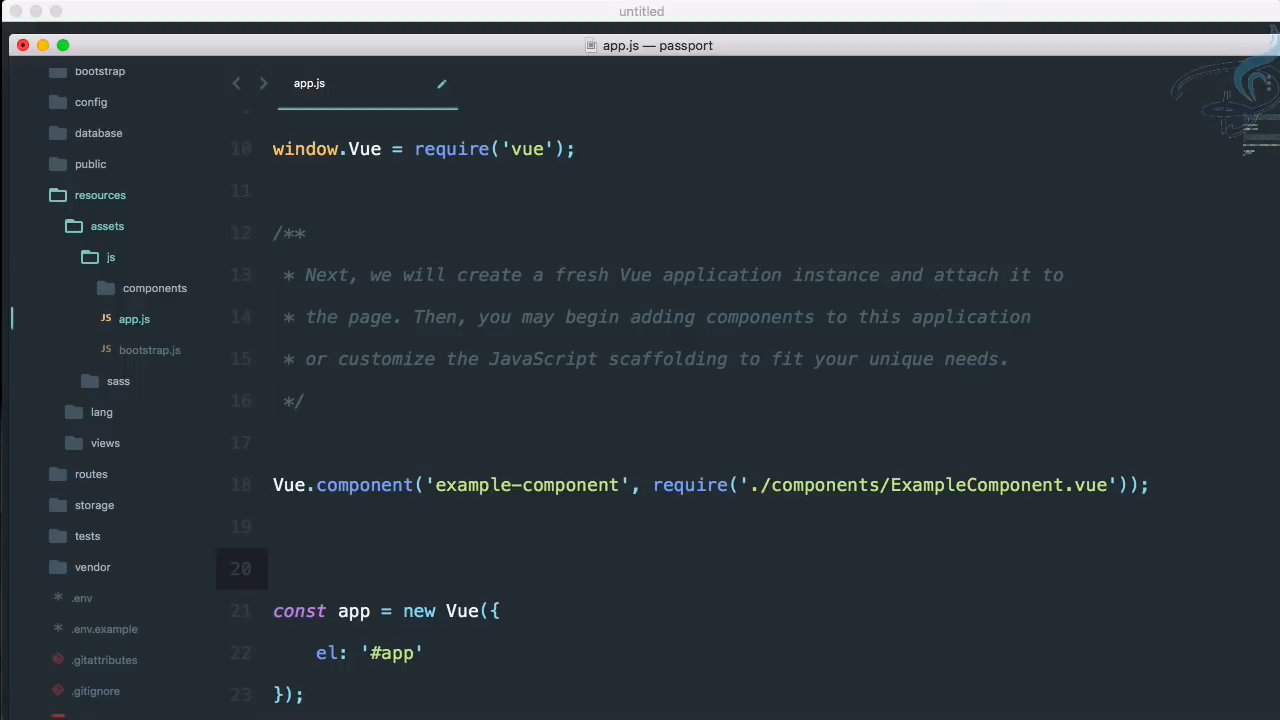 untitled
app.js — passport
bootstrap
config
database
public
resources
assets
js
components
JS app.js
JS bootstrap.js
sass
lang
views
routes
storage
tests
vendor
* .env
* .env.example
.gitattributes
.gitignore
app.js
10 window.Vue = require('vue');
11
12 /**
13 * Next, we will create a fresh Vue application instance and attach it to
14 * the page. Then, you may begin adding components to this application
15 * or customize the JavaScript scaffolding to fit your unique needs.
16 */
17
18 Vue.component('example-component', require('./components/ExampleComponent.vue'));
19
20
21 const app = new Vue({
22 el: '#app'
23 });